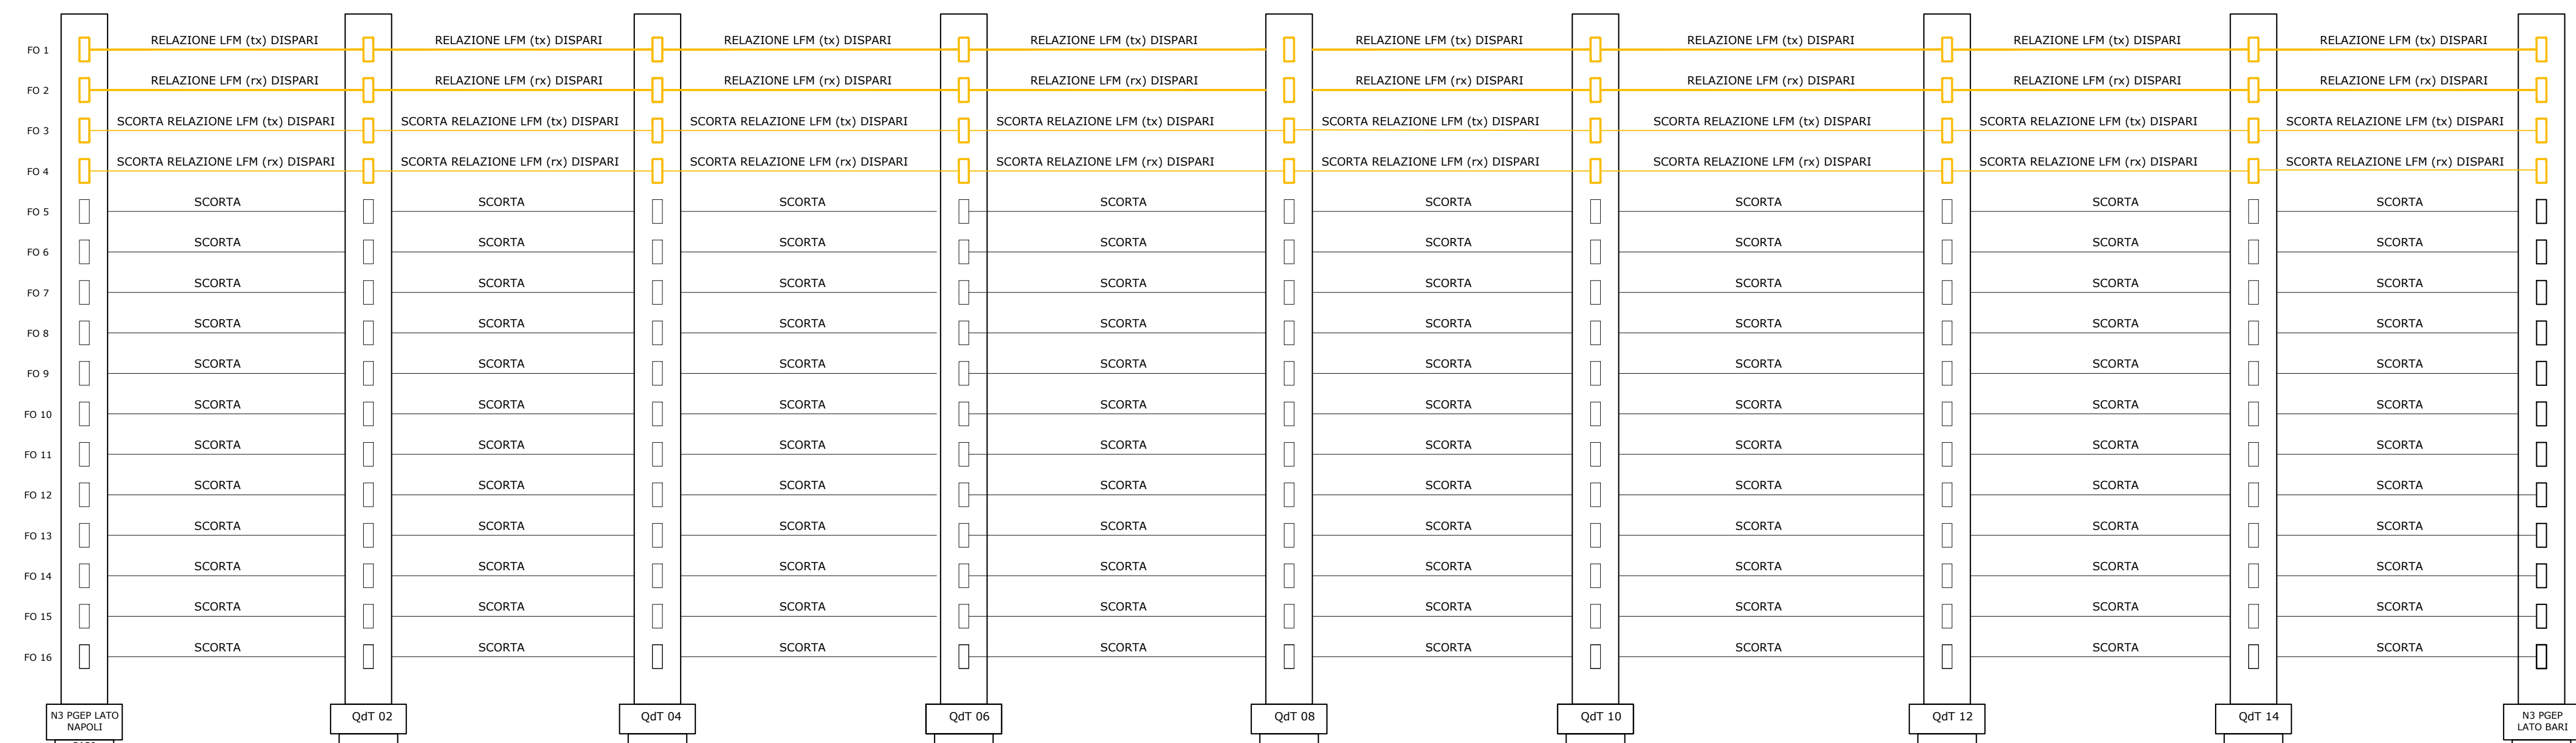 FO 1 RELAZIONE LFM (tx) DISPARI RELAZIONE LFM (tx) DISPARI RELAZIONE LFM (tx) DISPARI RELAZIONE LFM (tx) DISPARI RELAZIONE LFM (tx) DISPARI RELAZIONE LFM (tx) DISPARI RELAZIONE LFM (tx) DISPARI RELAZIONE LFM (tx) DISPARI
FO 2 RELAZIONE LFM (rx) DISPARI RELAZIONE LFM (rx) DISPARI RELAZIONE LFM (rx) DISPARI RELAZIONE LFM (rx) DISPARI RELAZIONE LFM (rx) DISPARI RELAZIONE LFM (rx) DISPARI RELAZIONE LFM (rx) DISPARI RELAZIONE LFM (rx) DISPARI
FO 3 SCORTA RELAZIONE LFM (tx) DISPARI SCORTA RELAZIONE LFM (tx) DISPARI SCORTA RELAZIONE LFM (tx) DISPARI SCORTA RELAZIONE LFM (tx) DISPARI SCORTA RELAZIONE LFM (tx) DISPARI SCORTA RELAZIONE LFM (tx) DISPARI SCORTA RELAZIONE LFM (tx) DISPARI SCORTA RELAZIONE LFM (tx) DISPARI
FO 4 SCORTA RELAZIONE LFM (rx) DISPARI SCORTA RELAZIONE LFM (rx) DISPARI SCORTA RELAZIONE LFM (rx) DISPARI SCORTA RELAZIONE LFM (rx) DISPARI SCORTA RELAZIONE LFM (rx) DISPARI SCORTA RELAZIONE LFM (rx) DISPARI SCORTA RELAZIONE LFM (rx) DISPARI SCORTA RELAZIONE LFM (rx) DISPARI
FO 5 SCORTA SCORTA SCORTA SCORTA SCORTA SCORTA SCORTA SCORTA
FO 6 SCORTA SCORTA SCORTA SCORTA SCORTA SCORTA SCORTA SCORTA
FO 7 SCORTA SCORTA SCORTA SCORTA SCORTA SCORTA SCORTA SCORTA
FO 8 SCORTA SCORTA SCORTA SCORTA SCORTA SCORTA SCORTA SCORTA
FO 9 SCORTA SCORTA SCORTA SCORTA SCORTA SCORTA SCORTA SCORTA
FO 10 SCORTA SCORTA SCORTA SCORTA SCORTA SCORTA SCORTA SCORTA
FO 11 SCORTA SCORTA SCORTA SCORTA SCORTA SCORTA SCORTA SCORTA
FO 12 SCORTA SCORTA SCORTA SCORTA SCORTA SCORTA SCORTA SCORTA
FO 13 SCORTA SCORTA SCORTA SCORTA SCORTA SCORTA SCORTA SCORTA
FO 14 SCORTA SCORTA SCORTA SCORTA SCORTA SCORTA SCORTA SCORTA
FO 15 SCORTA SCORTA SCORTA SCORTA SCORTA SCORTA SCORTA SCORTA
FO 16 SCORTA SCORTA SCORTA SCORTA SCORTA SCORTA SCORTA SCORTA
N3 PGEP LATO QdT 02 QdT 04 QdT 06 QdT 08 QdT 10 QdT 12 QdT 14 N3 PGEP
NAPOLI LATO BARI